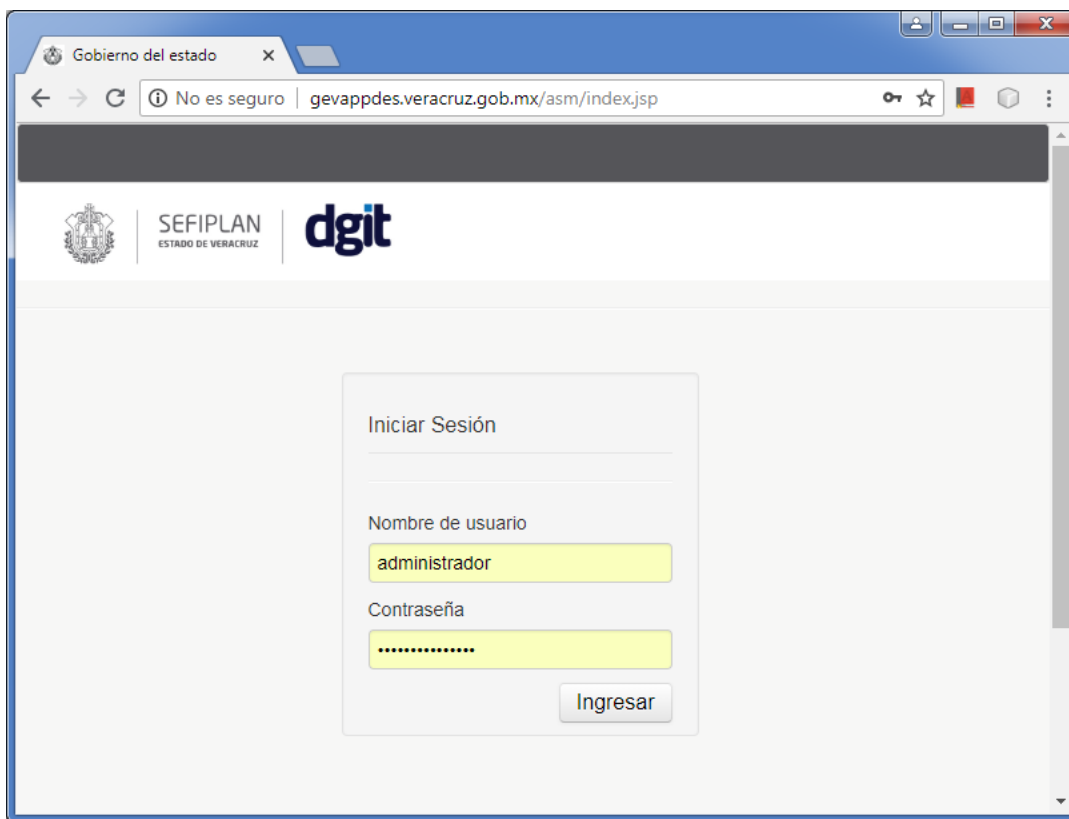 Gobierno del estado
No es seguro | gevappdes.veracruz.gob.mx/asm/index.jsp
SEFIPLAN
ESTADO DE VERACRUZ
dgit
Iniciar Sesión
Nombre de usuario
administrador
Contraseña
•••••••••••••••
Ingresar